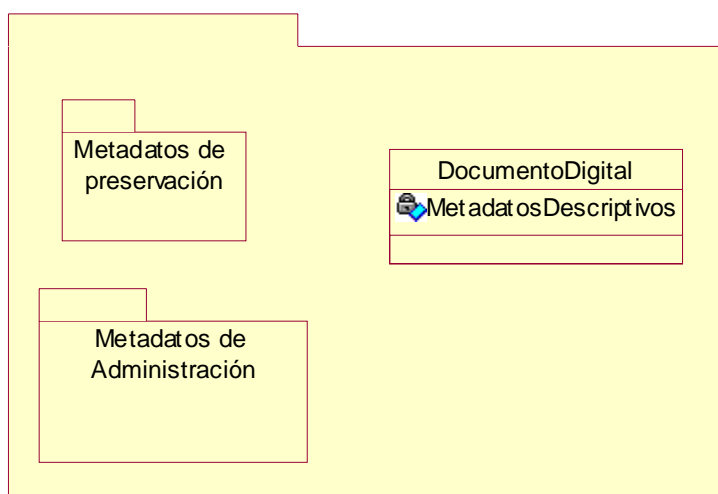 Metadatos de
preservación
DocumentoDigital
MetadatosDescriptivos
Metadatos de
Administración